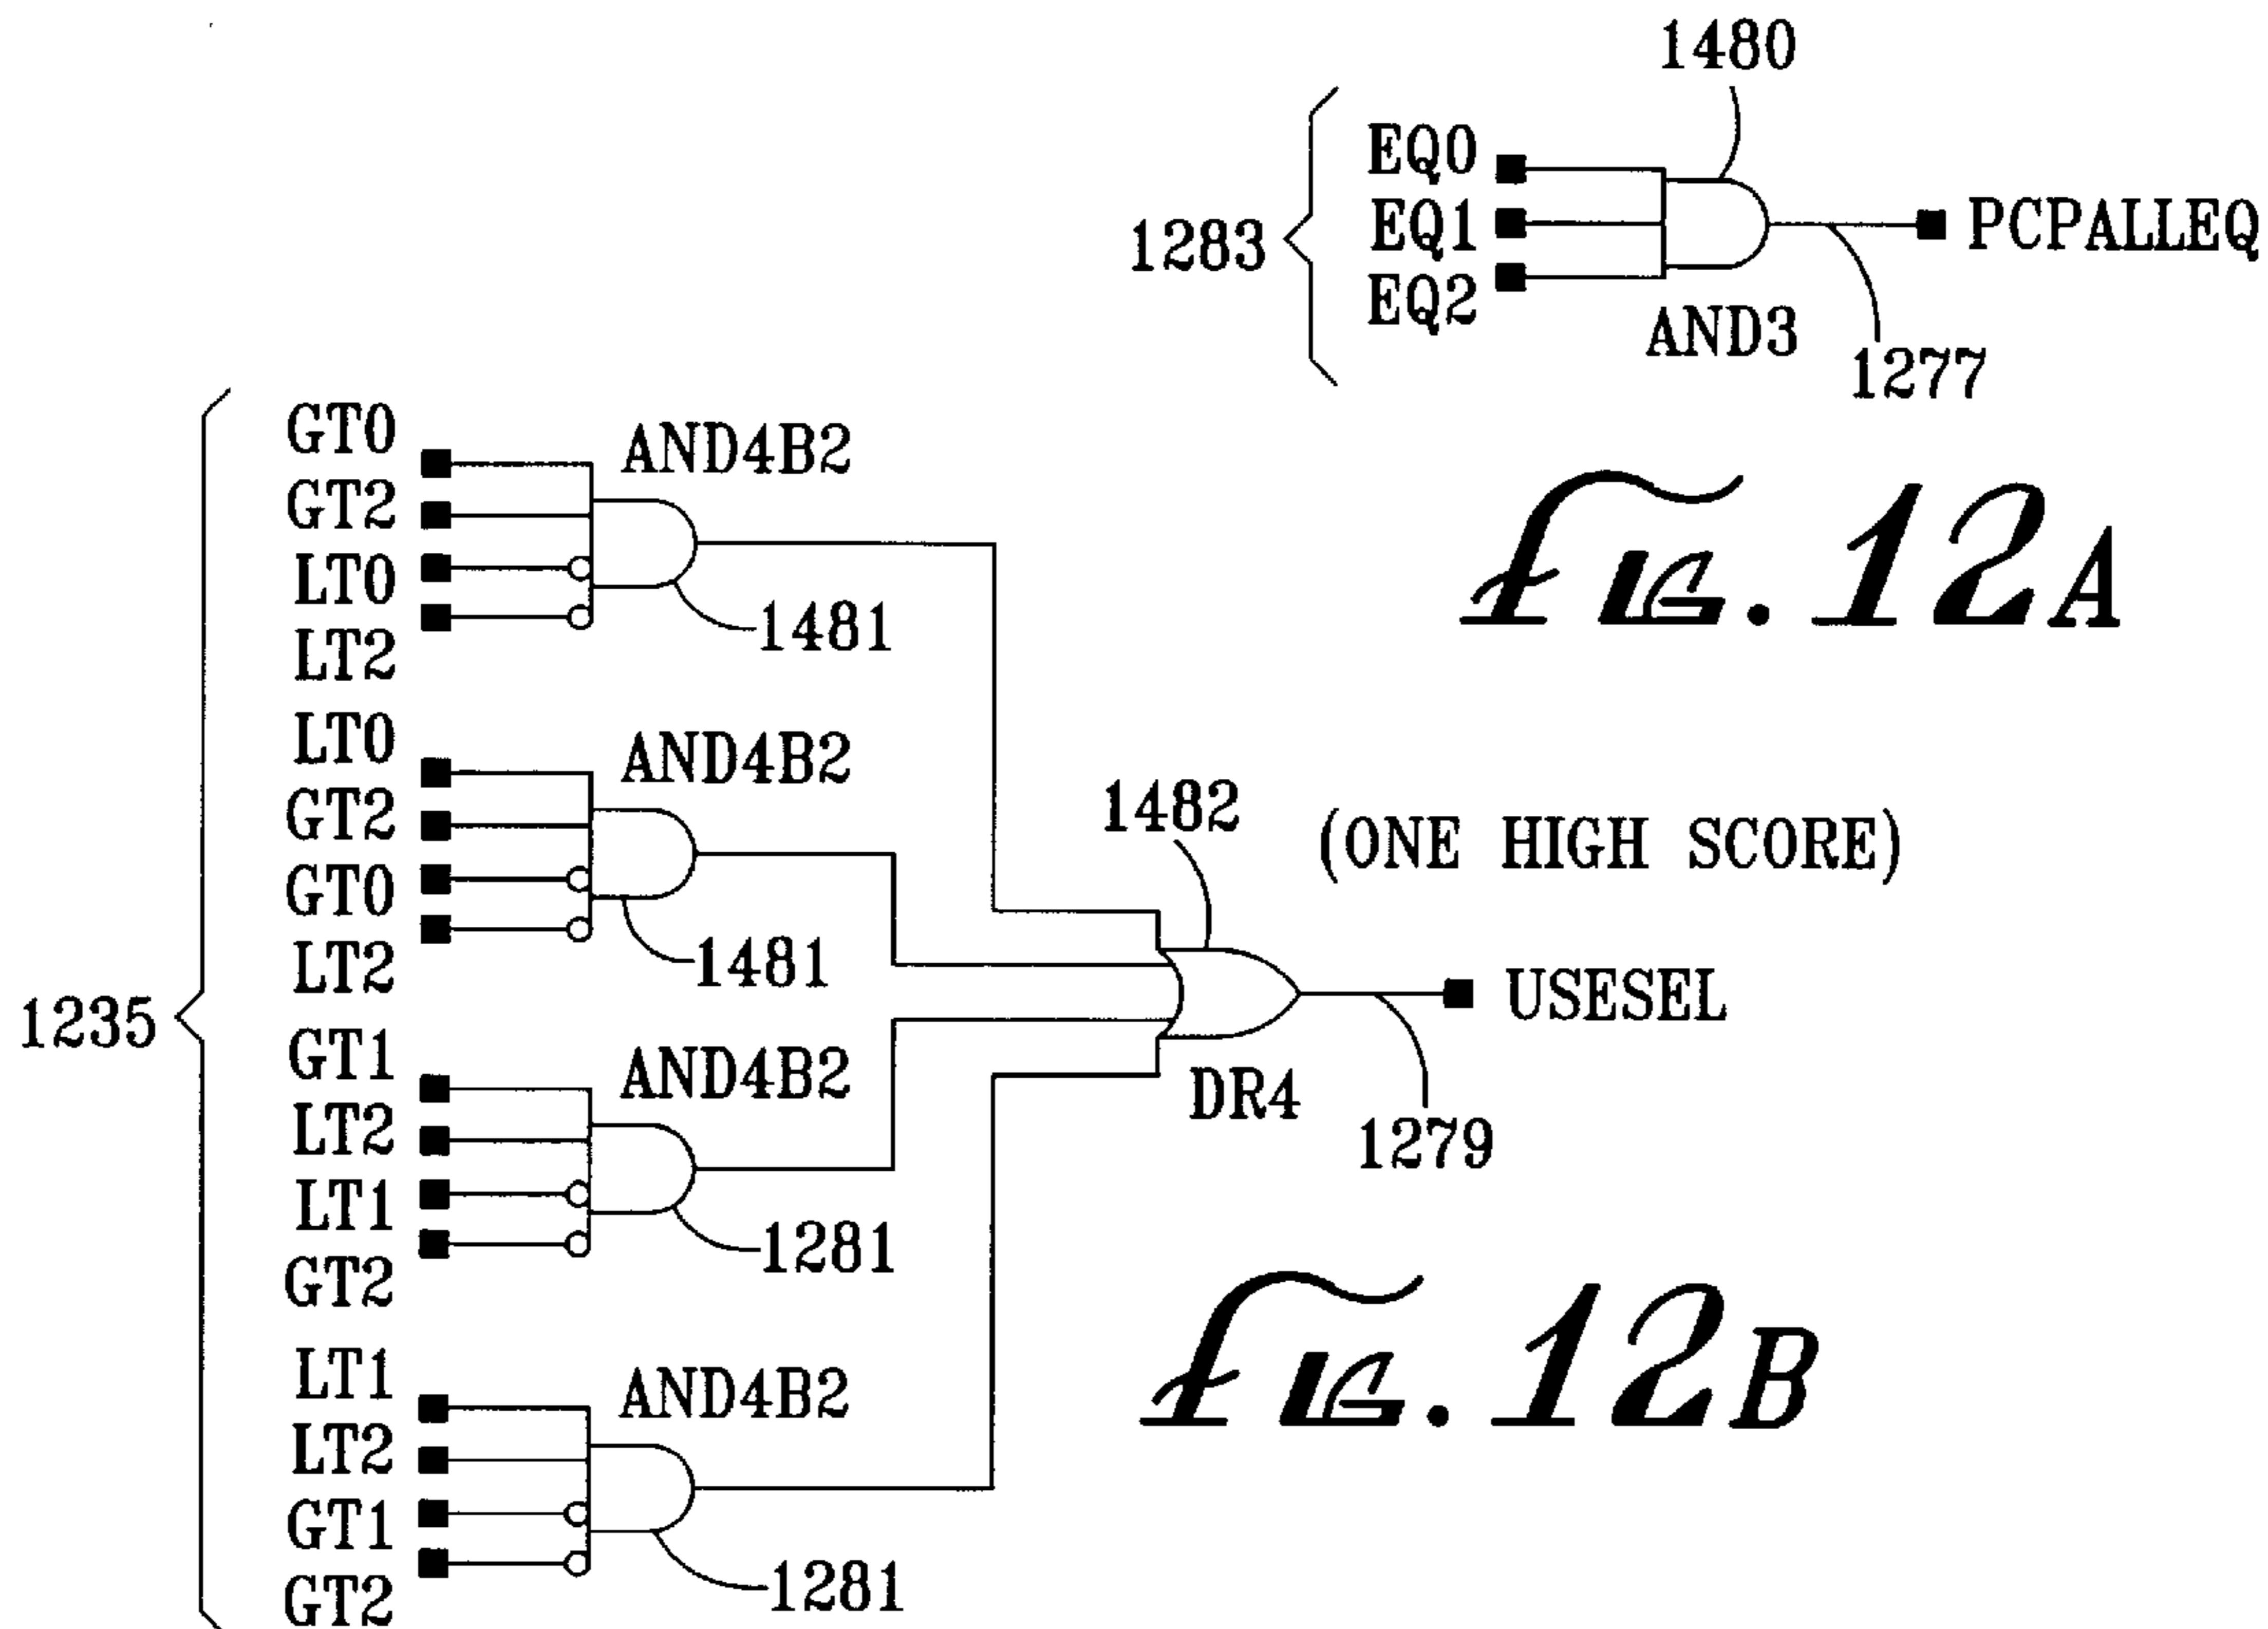 1480
1283
EQ0
EQ1
EQ2
PCPALLEQ
AND3
1277
FIG. 12A
1235
GT0
GT2
LT0
LT2
AND4B2
1481
LT0
GT2
GT0
LT2
AND4B2
1481
GT1
LT2
LT1
GT2
AND4B2
1281
LT1
LT2
GT1
GT2
AND4B2
1281
1482
(ONE HIGH SCORE)
USESEL
DR4
1279
FIG. 12B